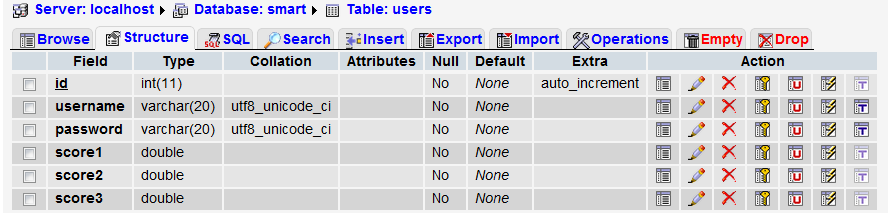 Server: localhost Database: smart Table: users
Browse Structure SQL Search Insert Export Import Operations Empty Drop
Field Type Collation Attributes Null Default Extra Action
id int(11) No None auto_increment
username varchar(20) utf8_unicode_ci No None
password varchar(20) utf8_unicode_ci No None
score1 double No None
score2 double No None
score3 double No None